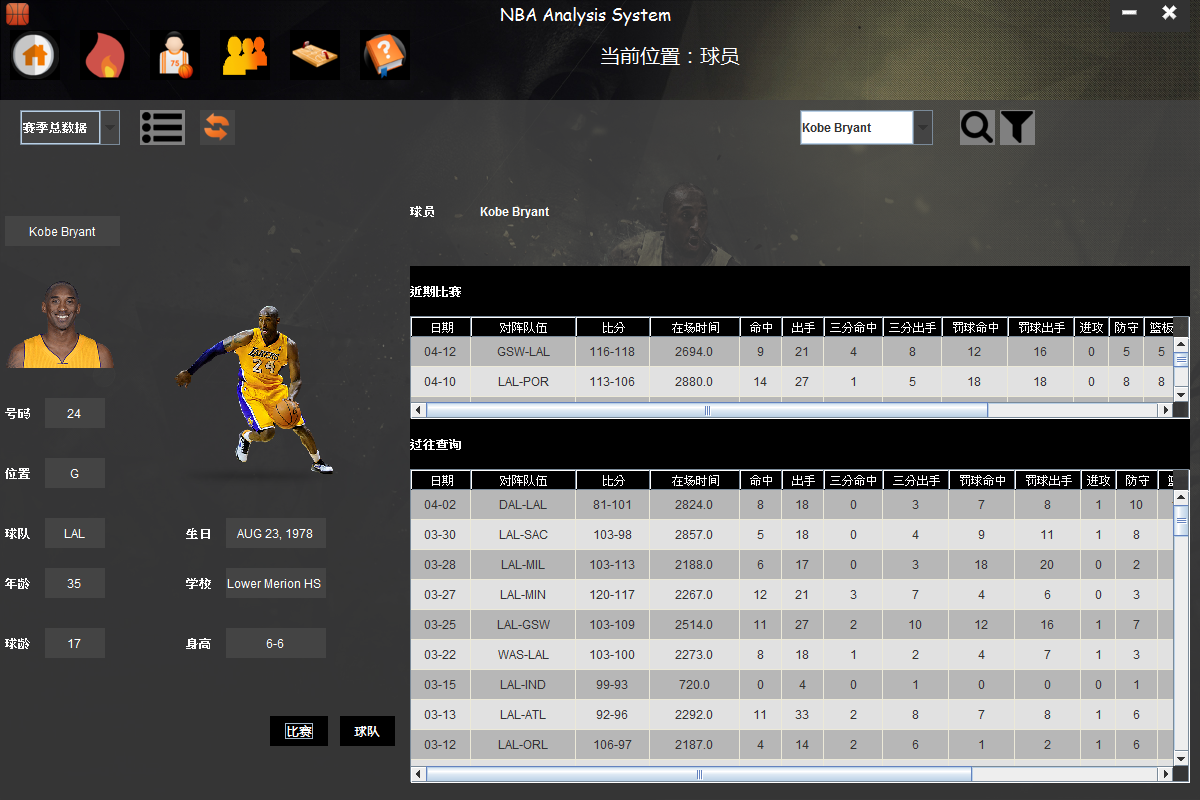 NBA Analysis System
当前位置：球员
赛季总数据
Kobe Bryant
球员 Kobe Bryant
Kobe Bryant
近期比赛
日期 对阵队伍 比分 在场时间 命中 出手 三分命中 三分出手 罚球命中 罚球出手 进攻 防守 篮板
04-12 GSW-LAL 116-118 2694.0 9 21 4 8 12 16 0 5 5
04-10 LAL-POR 113-106 2880.0 14 27 1 5 18 18 0 8 8
过往查询
日期 对阵队伍 比分 在场时间 命中 出手 三分命中 三分出手 罚球命中 罚球出手 进攻 防守
04-02 DAL-LAL 81-101 2824.0 8 18 0 3 7 8 1 10
03-30 LAL-SAC 103-98 2857.0 5 18 0 4 9 11 1 8
03-28 LAL-MIL 103-113 2188.0 6 17 0 3 18 20 0 2
03-27 LAL-MIN 120-117 2267.0 12 21 3 7 4 6 0 3
03-25 LAL-GSW 103-109 2514.0 11 27 2 10 12 16 1 7
03-22 WAS-LAL 103-100 2273.0 8 18 1 2 4 7 1 3
03-15 LAL-IND 99-93 720.0 0 4 0 1 0 0 0 1
03-13 LAL-ATL 92-96 2292.0 11 33 2 8 7 8 1 6
03-12 LAL-ORL 106-97 2187.0 4 14 2 6 1 2 1 6
LAKERS
24
号码 24
位置 G
球队 LAL 生日 AUG 23, 1978
年龄 35 学校 Lower Merion HS
球龄 17 身高 6-6
比赛 球队